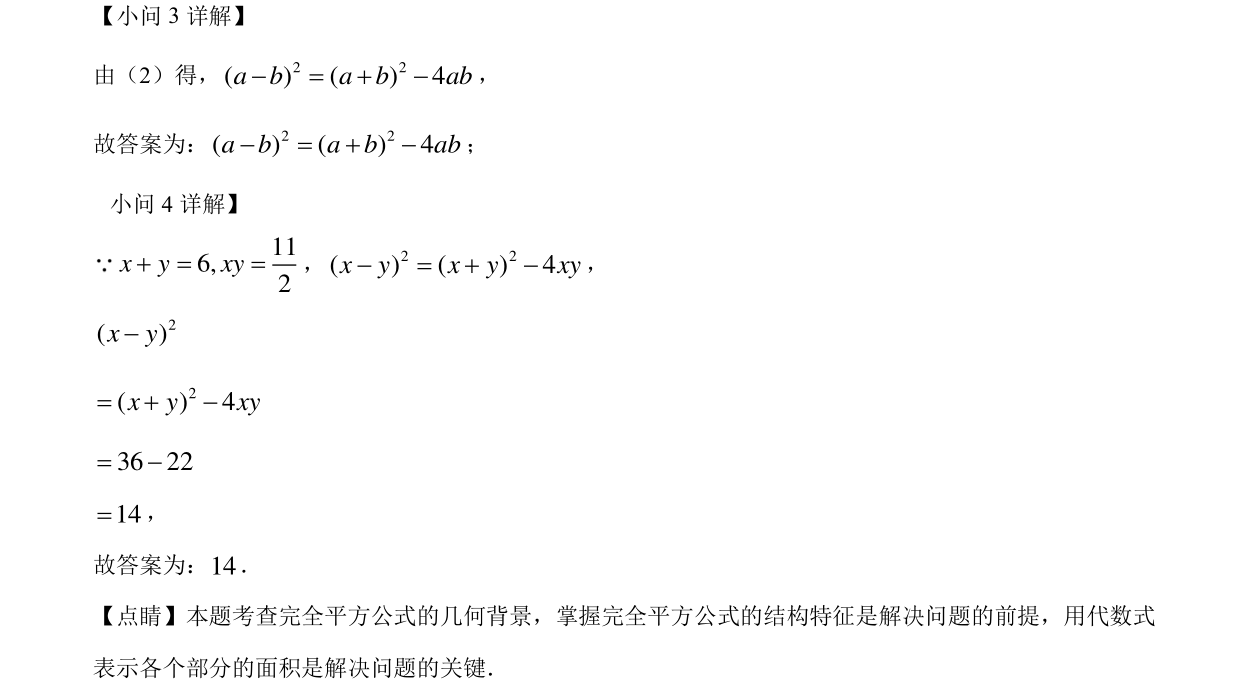 【小问 3 详解】
由（2）得，(a−b)²=(a+b)²−4ab，
故答案为：(a−b)²=(a+b)²−4ab；
小问 4 详解】
∵x+y=6,xy=11/2，(x−y)²=(x+y)²−4xy，
(x−y)²
=(x+y)²−4xy
=36−22
=14，
故答案为：14．
【点睛】本题考查完全平方公式的几何背景，掌握完全平方公式的结构特征是解决问题的前提，用代数式
表示各个部分的面积是解决问题的关键．